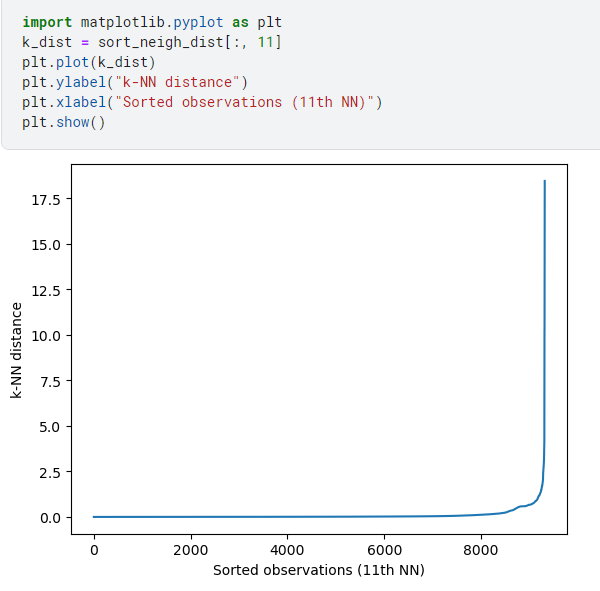 import matplotlib.pyplot as plt
k_dist = sort_neigh_dist[:, 11]
plt.plot(k_dist)
plt.ylabel("k-NN distance")
plt.xlabel("Sorted observations (11th NN)")
plt.show()
17.5
15.0
12.5
10.0
7.5
5.0
2.5
0.0
k-NN distance
0 2000 4000 6000 8000
Sorted observations (11th NN)